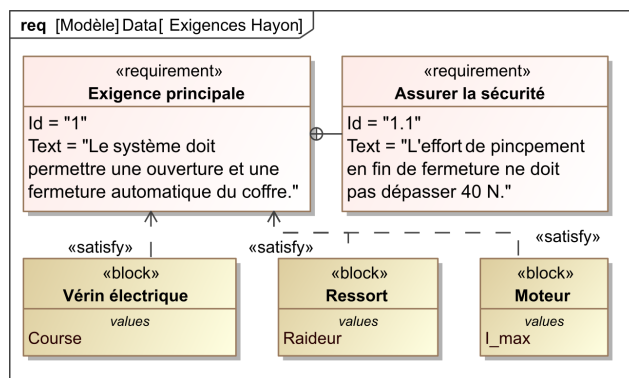 req [Modèle] Data[ Exigences Hayon]
«requirement»
Exigence principale
Id = "1"
Text = "Le système doit
permettre une ouverture et une
fermeture automatique du coffre."
«requirement»
Assurer la sécurité
Id = "1.1"
Text = "L'effort de pincpement
en fin de fermeture ne doit
pas dépasser 40 N."
«satisfy»
«satisfy»
«satisfy»
«block»
Vérin électrique
values
Course
«block»
Ressort
values
Raideur
«block»
Moteur
values
I_max